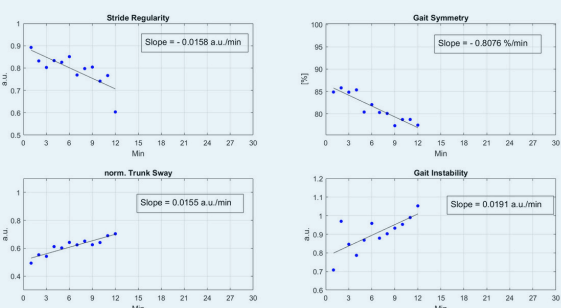 Stride Regularity
1
0.9
0.8
0.7
0.6
0.5
a.u.
Slope = - 0.0158 a.u./min
0 3 6 9 12 15 18 21 24 27 30
Min
Gait Symmetry
100
95
90
85
80
[%]
Slope = - 0.8076 %/min
0 3 6 9 12 15 18 21 24 27 30
Min
norm. Trunk Sway
1
0.8
0.6
0.4
a.u.
Slope = 0.0155 a.u./min
0 3 6 9 12 15 18 21 24 27 30
Min
Gait Instability
1.2
1.1
1
0.9
0.8
0.7
0.6
a.u.
Slope = 0.0191 a.u./min
0 3 6 9 12 15 18 21 24 27 30
Min